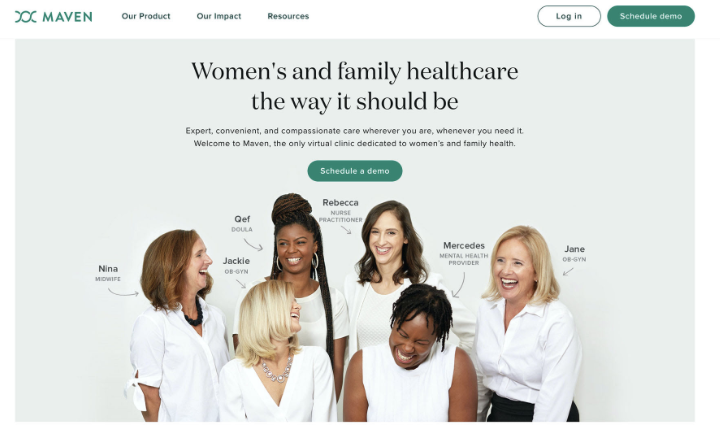 MAVEN
Our Product
Our Impact
Resources
Log in
Schedule demo
Women's and family healthcare
the way it should be
Expert, convenient, and compassionate care wherever you are, whenever you need it.
Welcome to Maven, the only virtual clinic dedicated to women's and family health.
Schedule a demo
Nina
MIDWIFE
Qef
DOULA
Jackie
OB-GYN
Rebecca
NURSE
PRACTITIONER
Mercedes
MENTAL HEALTH
PROVIDER
Jane
OB-GYN